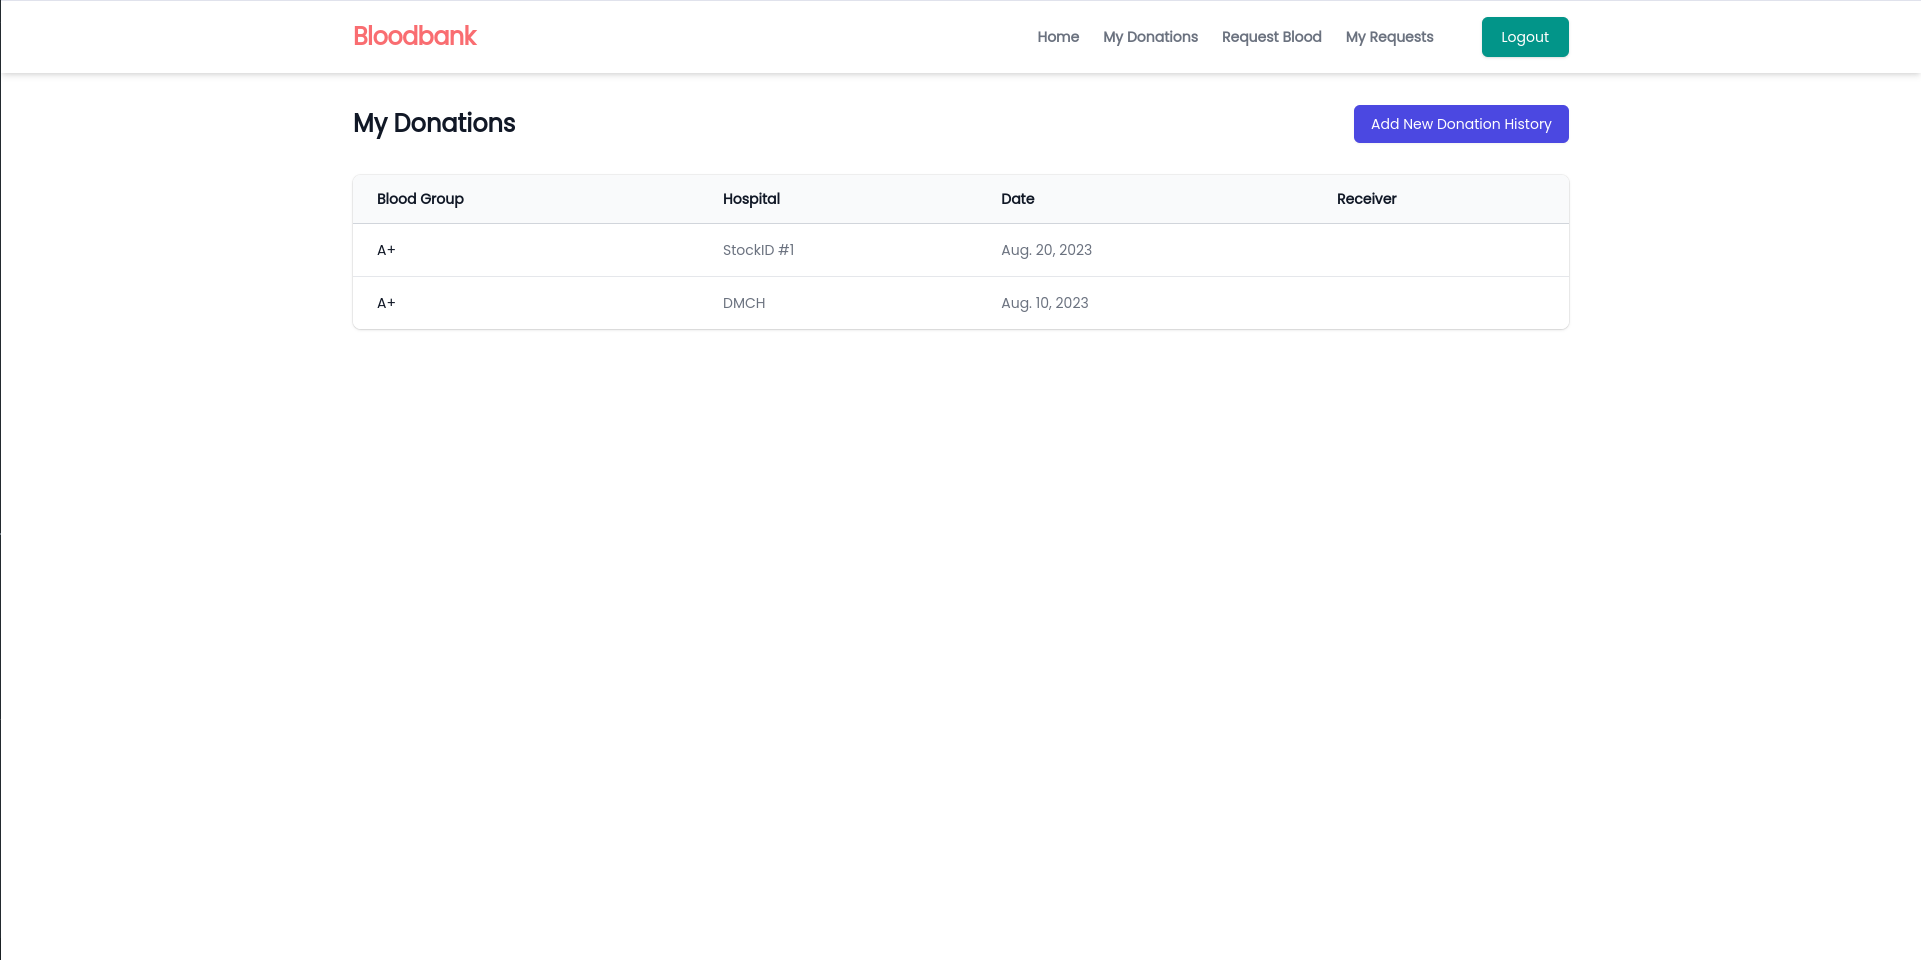 Bloodbank Home My Donations Request Blood My Requests Logout
My Donations Add New Donation History
Blood Group Hospital Date Receiver
A+ StockID #1 Aug. 20, 2023
A+ DMCH Aug. 10, 2023